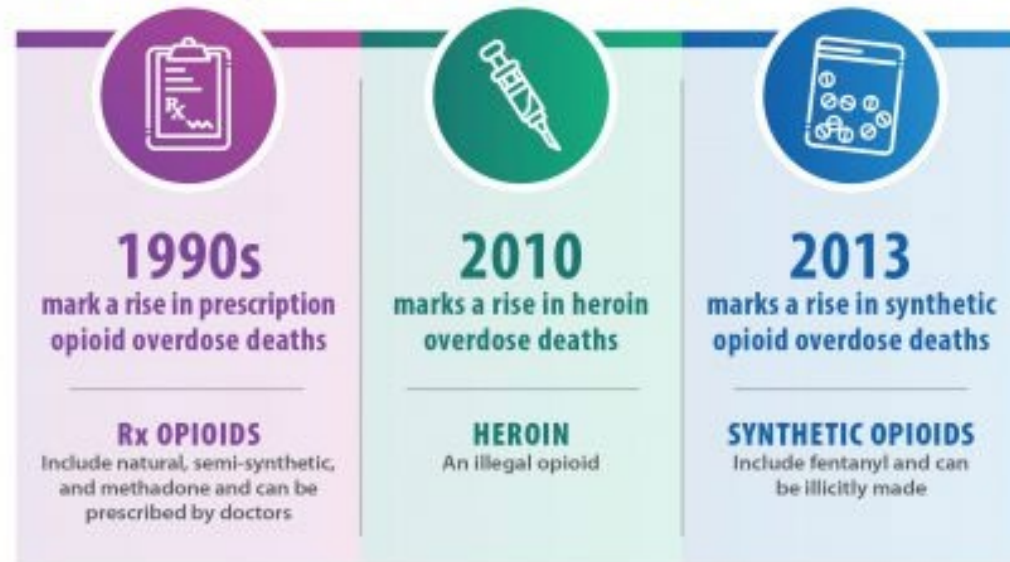 Rx
1990s
mark a rise in prescription
opioid overdose deaths
Rx OPIOIDS
Include natural, semi-synthetic,
and methadone and can be
prescribed by doctors
2010
marks a rise in heroin
overdose deaths
HEROIN
An illegal opioid
2013
marks a rise in synthetic
opioid overdose deaths
SYNTHETIC OPIOIDS
Include fentanyl and can
be illicitly made